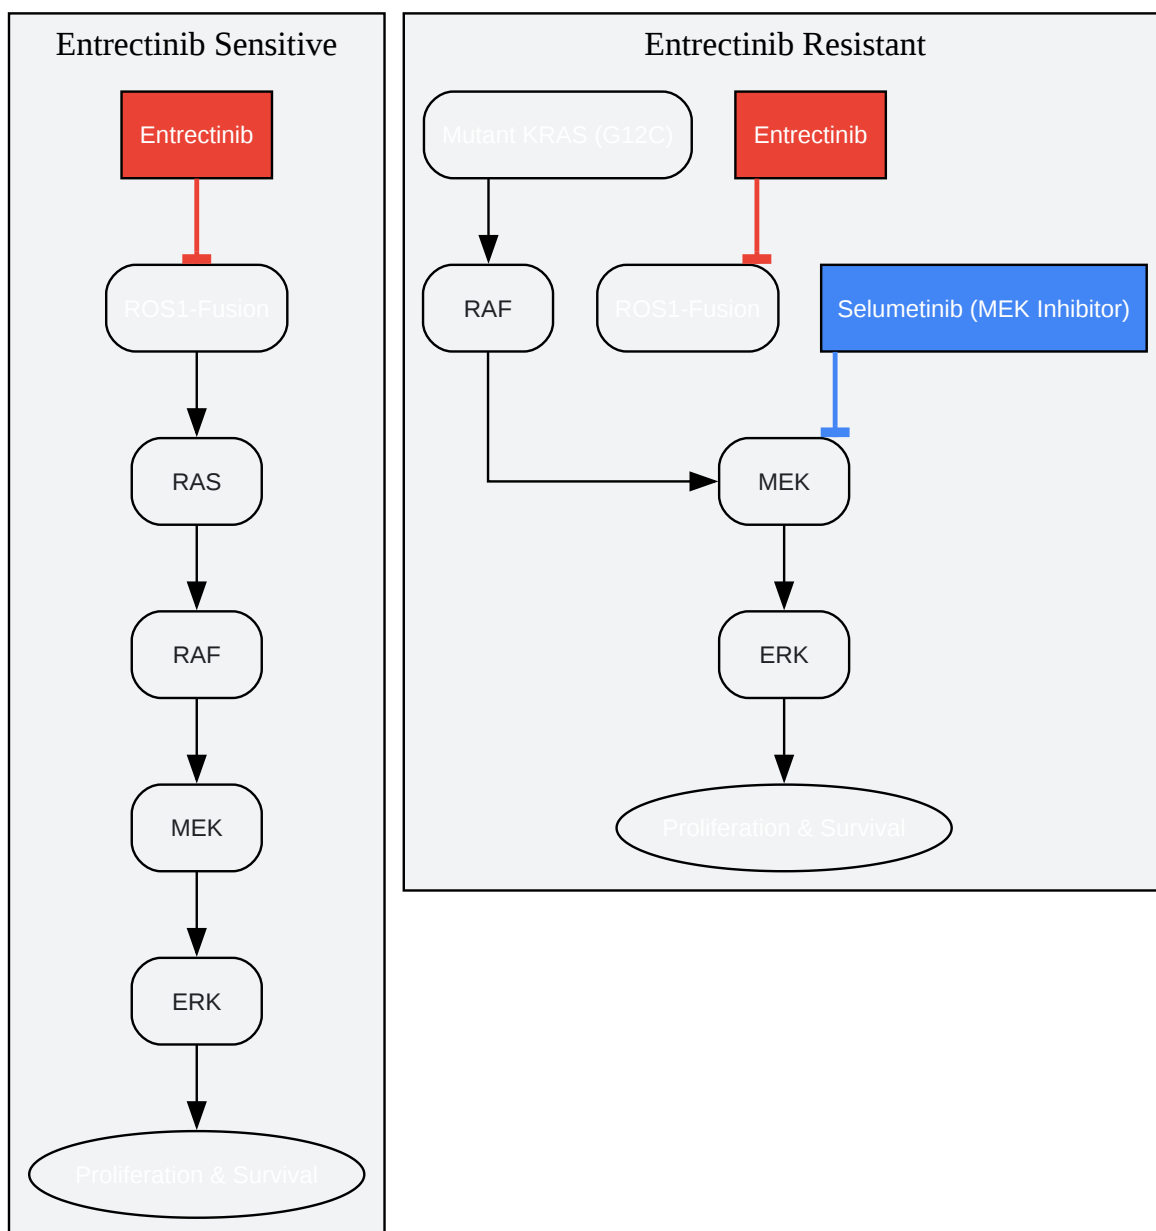 Entrectinib Sensitive
Entrectinib
ROS1-Fusion
RAS
RAF
MEK
ERK
Proliferation & Survival
Entrectinib Resistant
Mutant KRAS (G12C)
Entrectinib
RAF
ROS1-Fusion
Selumetinib (MEK Inhibitor)
MEK
ERK
Proliferation & Survival